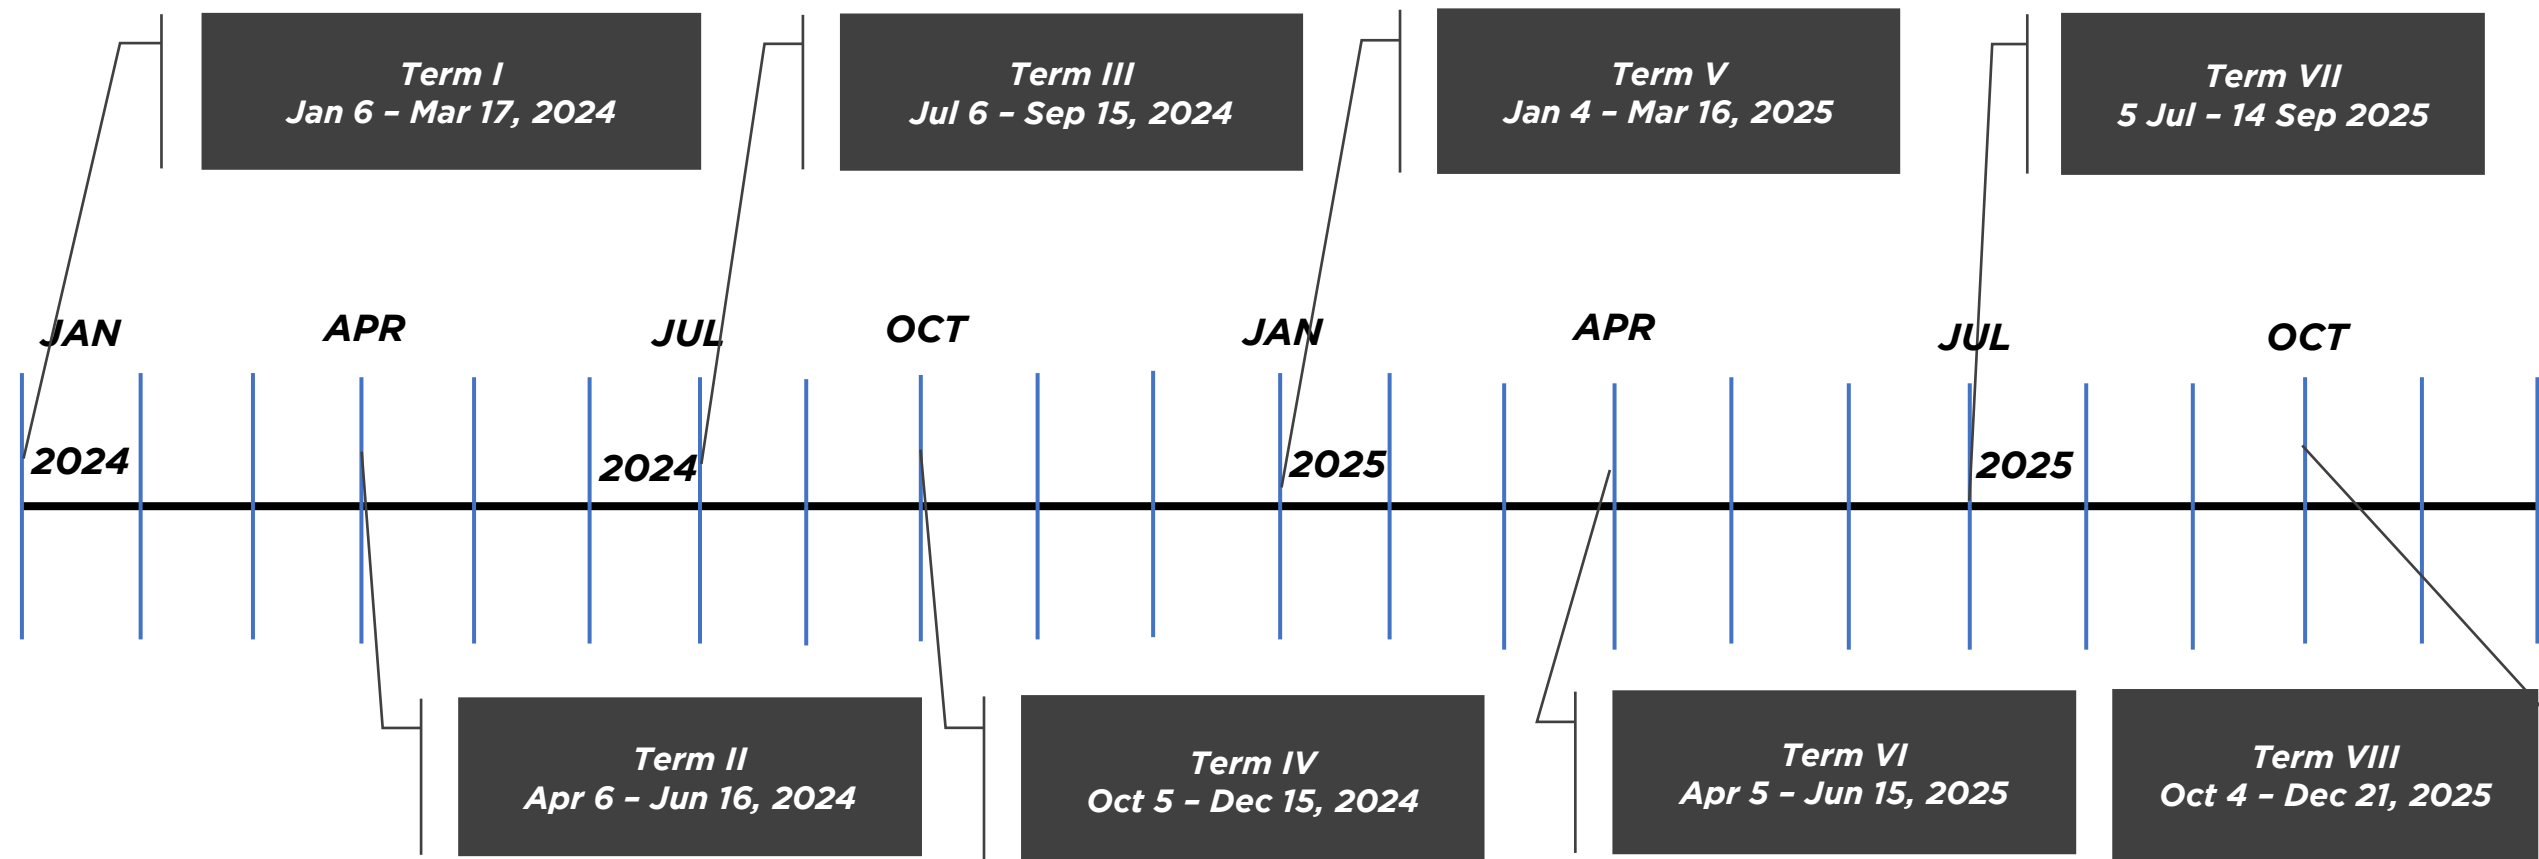 Term I
Jan 6 – Mar 17, 2024
Term III
Jul 6 – Sep 15, 2024
Term V
Jan 4 – Mar 16, 2025
Term VII
5 Jul – 14 Sep 2025
JAN
APR
JUL
OCT
JAN
APR
JUL
OCT
2024
2024
2025
2025
Term II
Apr 6 – Jun 16, 2024
Term IV
Oct 5 – Dec 15, 2024
Term VI
Apr 5 – Jun 15, 2025
Term VIII
Oct 4 – Dec 21, 2025